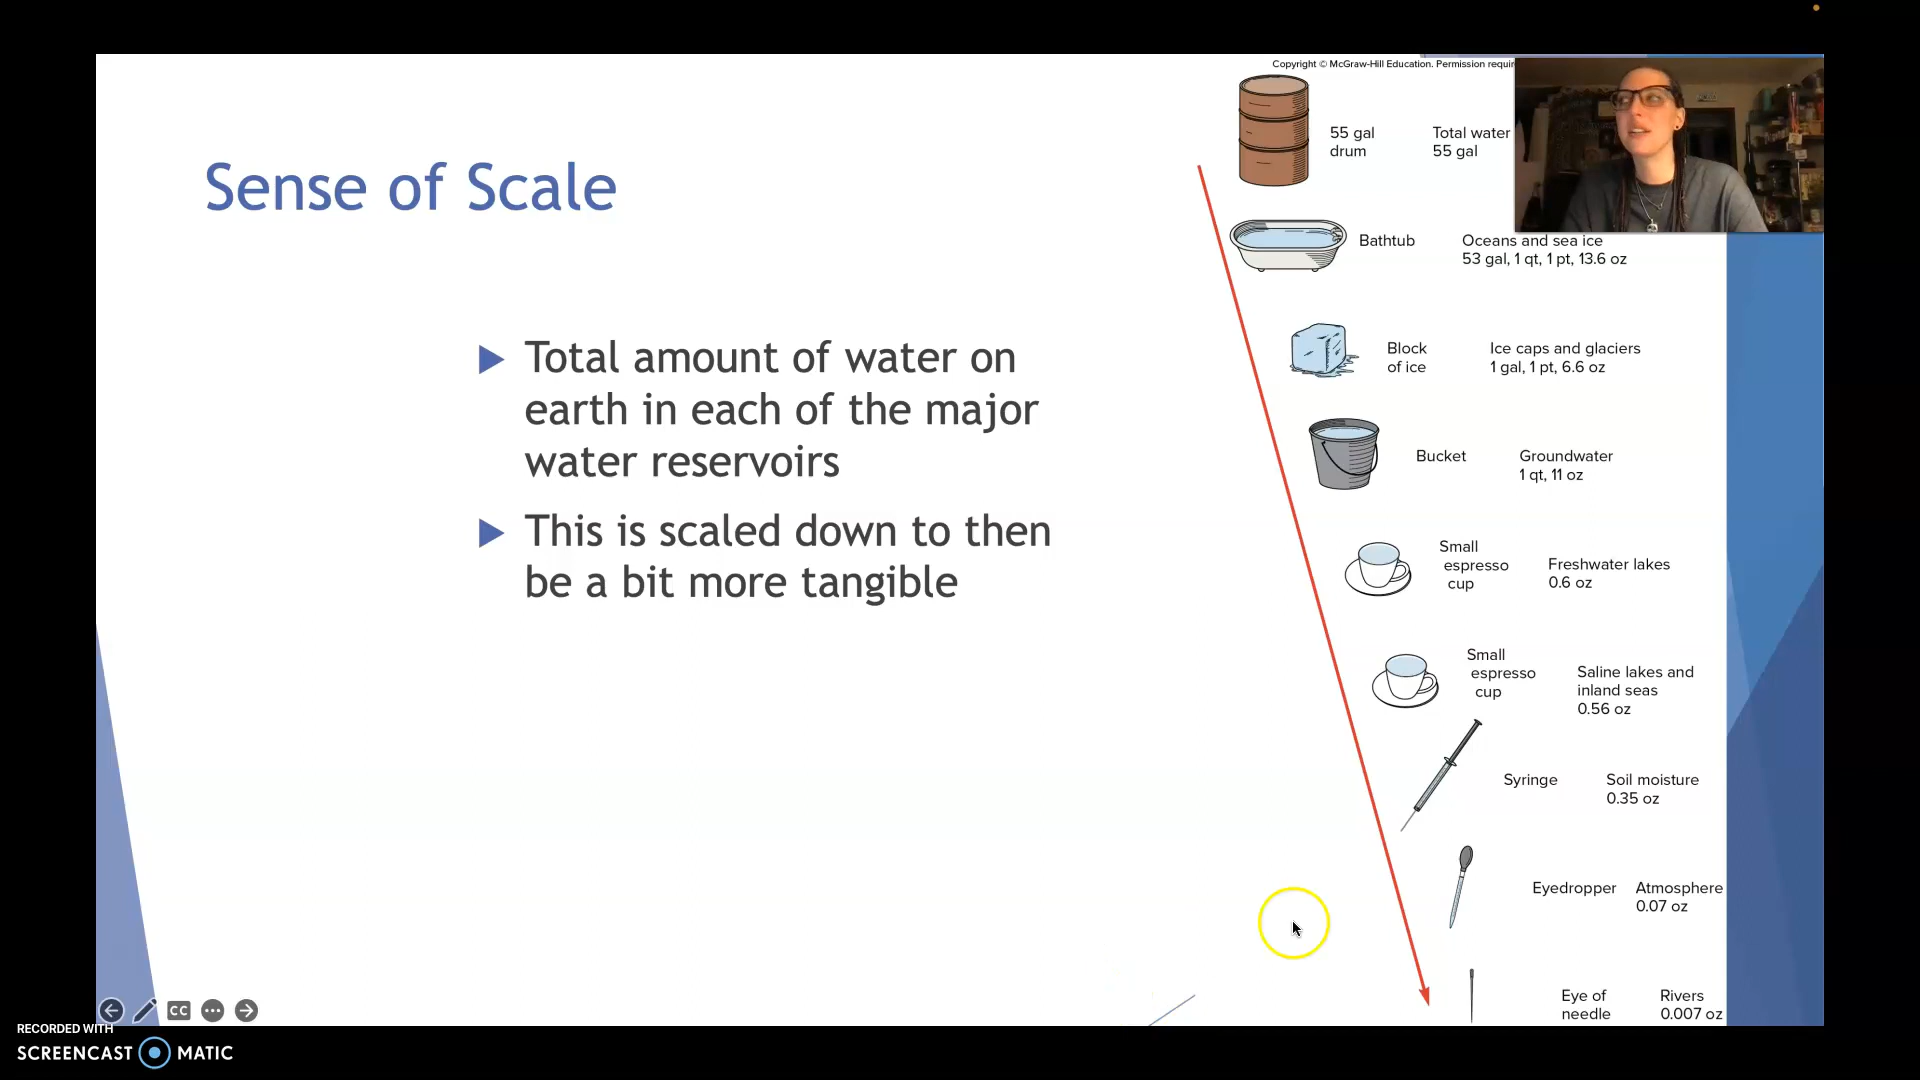 Copyright © McGraw-Hill Education. Permission
Sense of Scale
Total amount of water on
earth in each of the major
water reservoirs
This is scaled down to then
be a bit more tangible
55 gal
drum
Total water
55 gal
Bathtub
Oceans and sea ice
53 gal, 1 qt, 1 pt, 13.6 oz
Block
of ice
Ice caps and glaciers
1 gal, 1 pt, 6.6 oz
Bucket
Groundwater
1 qt, 11 oz
Small
espresso
cup
Freshwater lakes
0.6 oz
Small
espresso
cup
Saline lakes and
inland seas
0.56 oz
Syringe
Soil moisture
0.35 oz
Eyedropper
Atmosphere
0.07 oz
Eye of
needle
Rivers
0.007 oz
CC
RECORDED WITH
SCREENCAST MATIC